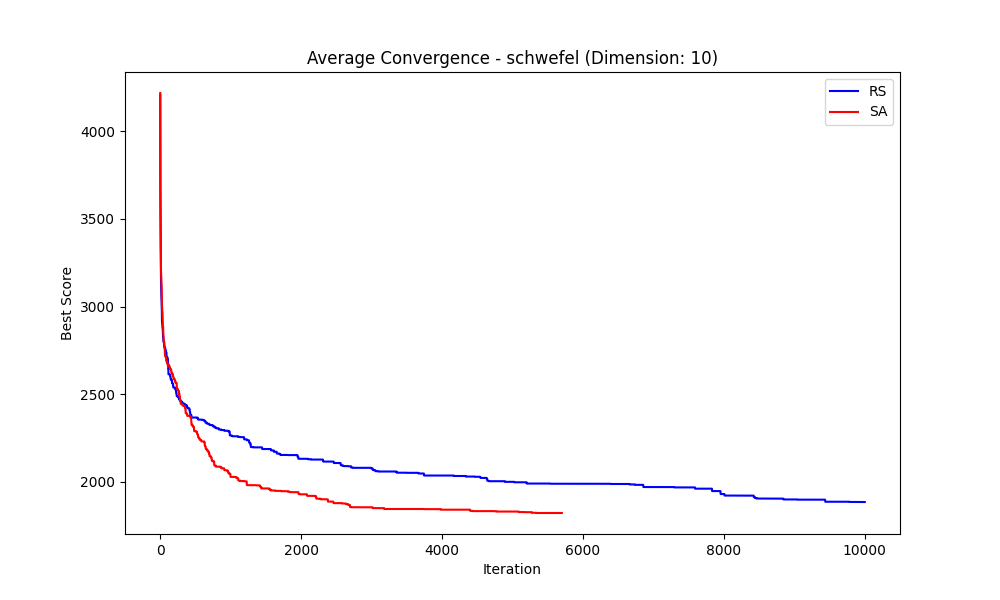 Average Convergence - schwefel (Dimension: 10)
RS
SA
4000
3500
3000
2500
2000
Best Score
0
2000
4000
6000
8000
10000
Iteration